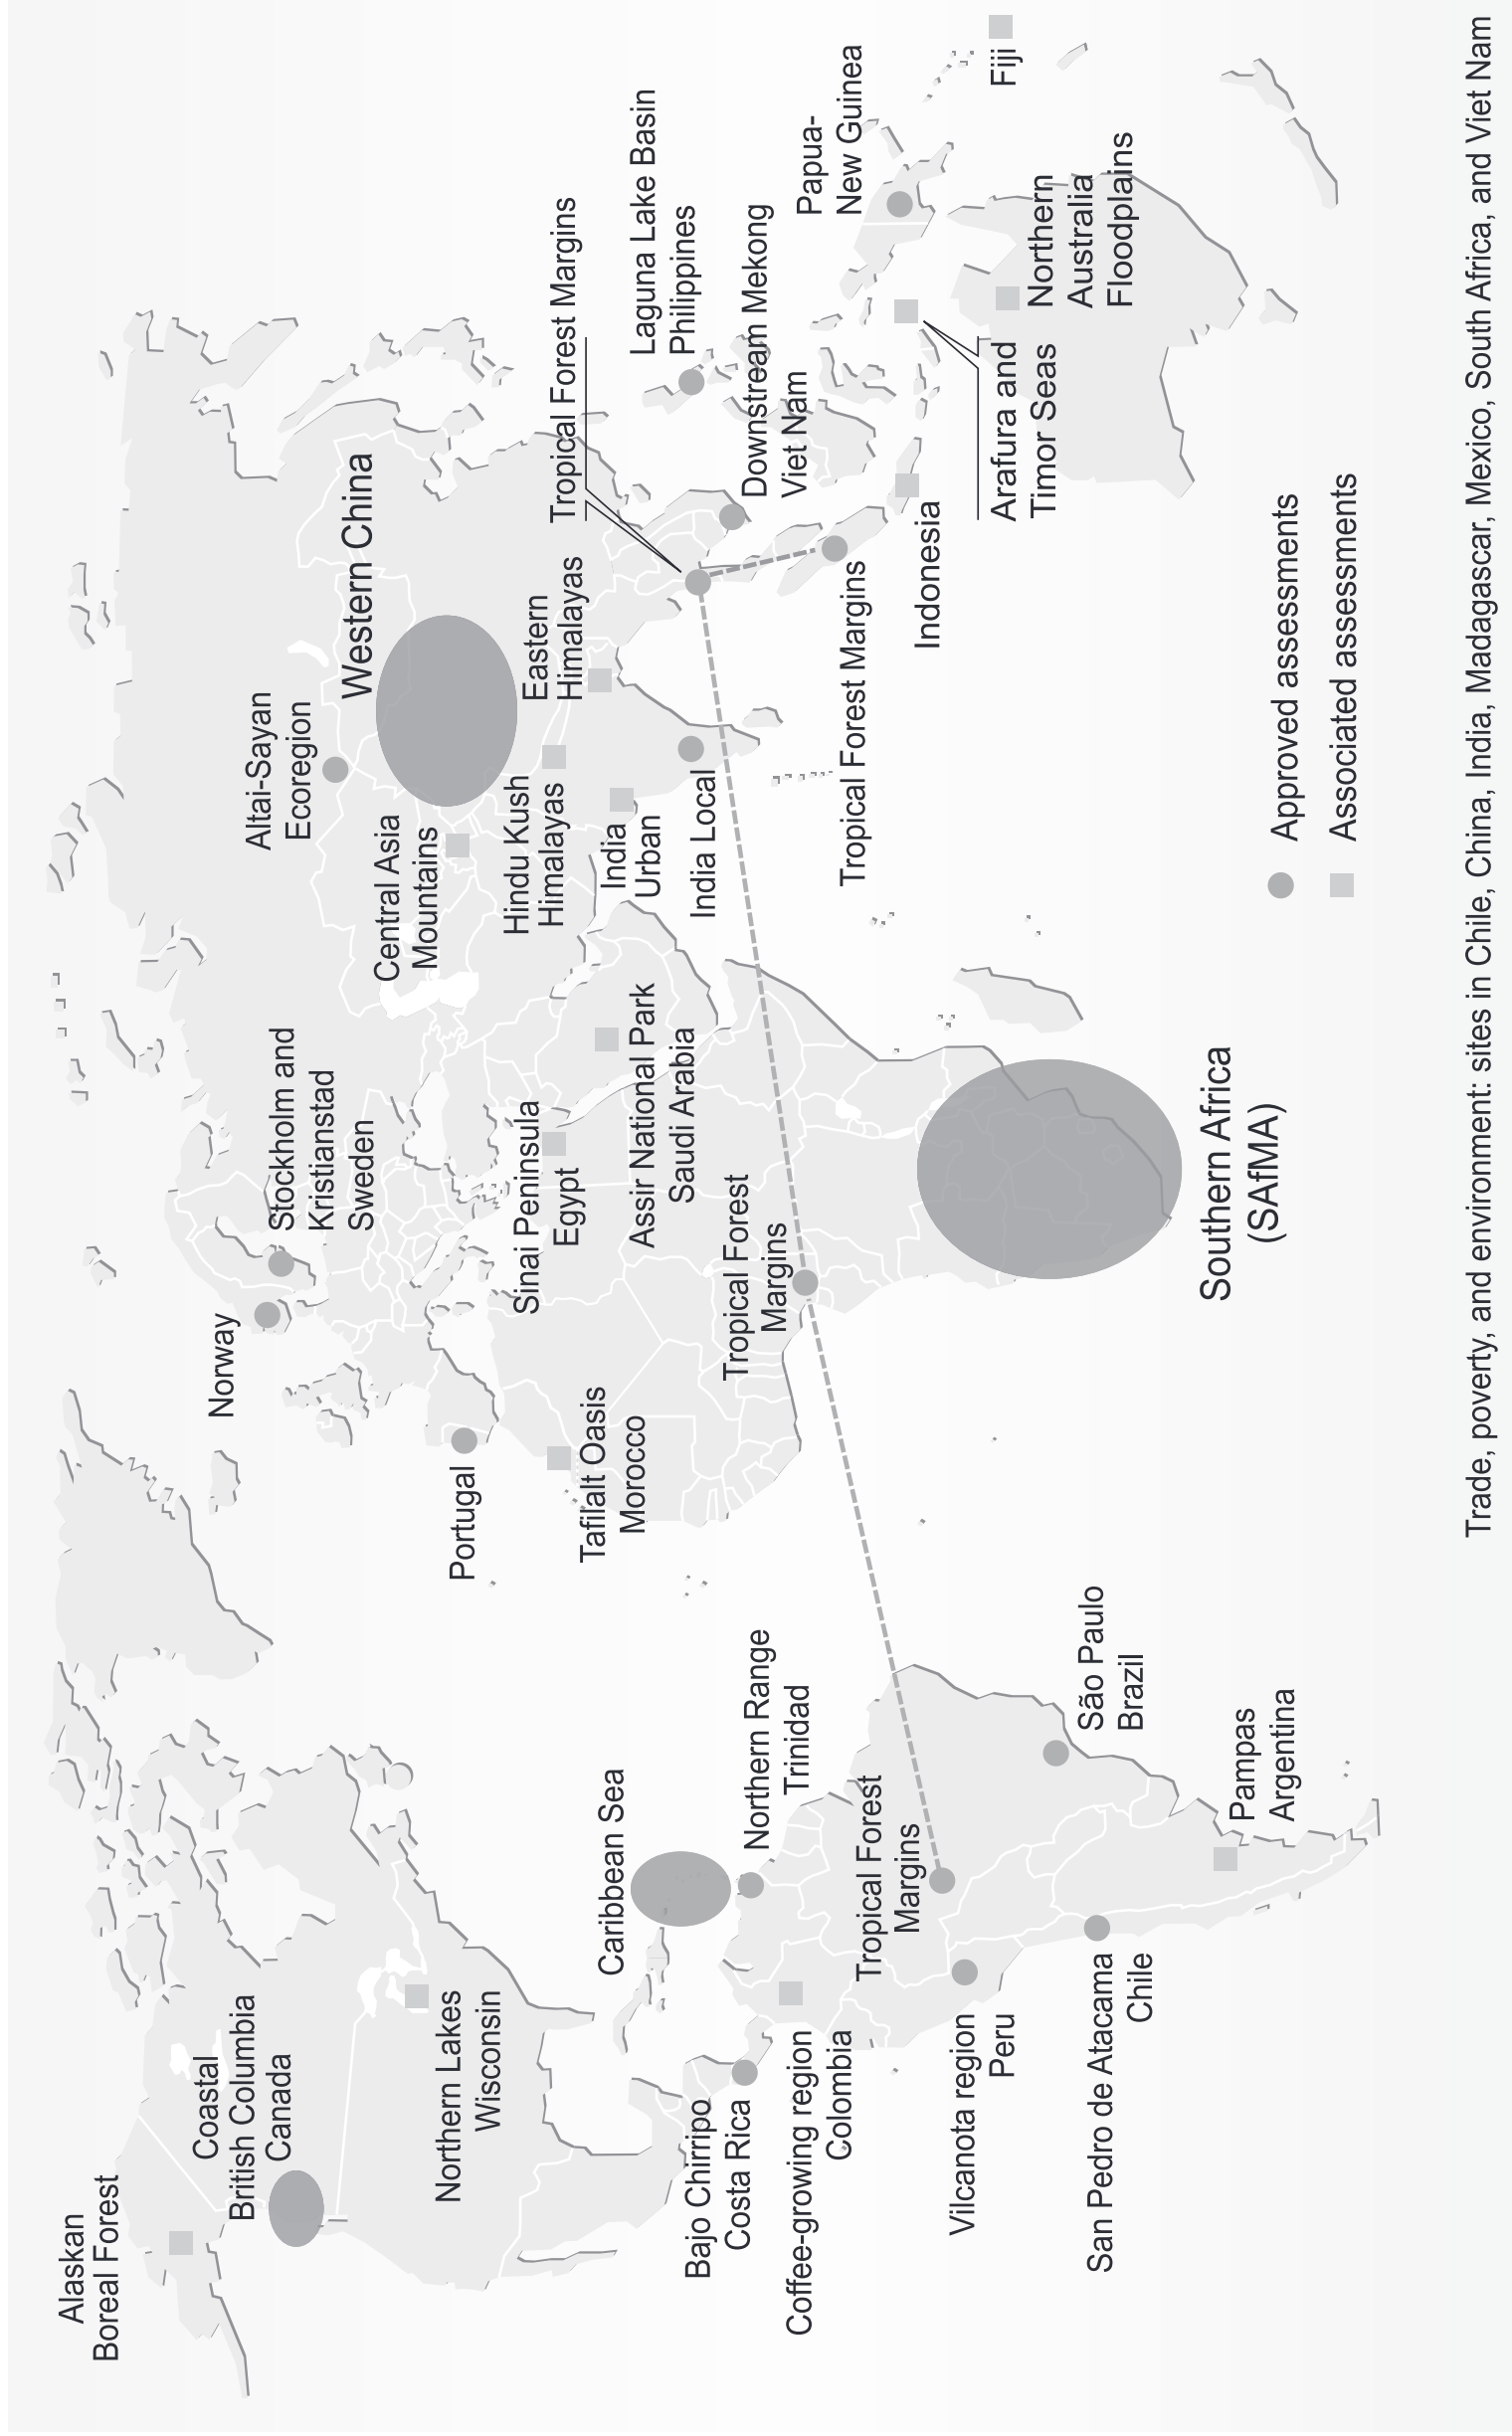 Alaskan
Boreal Forest
Coastal
British Columbia
Canada
Northern Lakes
Wisconsin
Caribbean Sea
Northern Range
Trinidad
Bajo Chirripo
Costa Rica
Coffee-growing region
Colombia
Tropical Forest
Margins
Vilcanota region
Peru
San Pedro de Atacama
Chile
São Paulo
Brazil
Pampas
Argentina
Norway
Stockholm and
Kristianstad
Sweden
Portugal
Tafilalt Oasis
Morocco
Sinai Peninsula
Egypt
Assir National Park
Saudi Arabia
Tropical Forest
Margins
Southern Africa
(SAfMA)
Altai-Sayan
Ecoregion
Western China
Central Asia
Mountains
Hindu Kush
Himalayas
Eastern
Himalayas
India
Urban
India Local
Tropical Forest Margins
Laguna Lake Basin
Philippines
Downstream Mekong
Viet Nam
Tropical Forest Margins
Indonesia
Papua-
New Guinea
Fiji
Northern
Australia
Floodplains
Arafura and
Timor Seas
Approved assessments
Associated assessments
Trade, poverty, and environment: sites in Chile, China, India, Madagascar, Mexico, South Africa, and Viet Nam